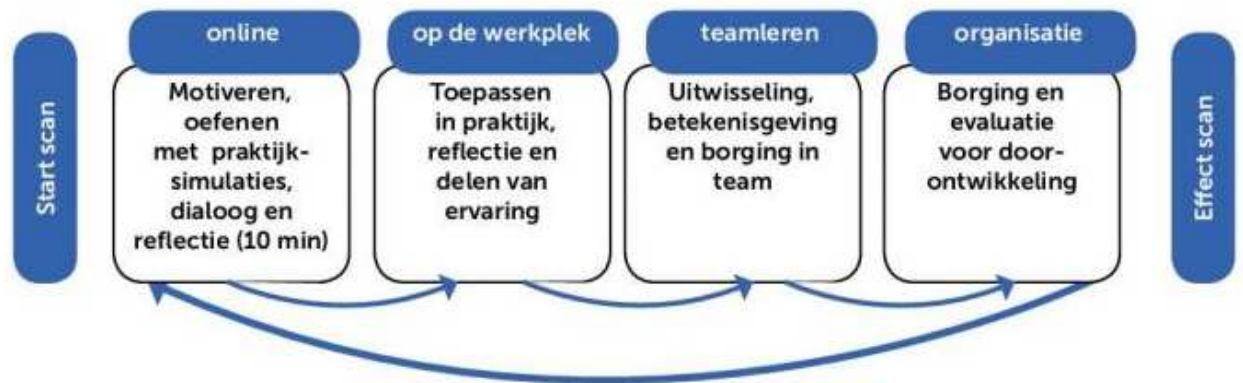 Start scan
online
Motiveren,
oefenen
met praktijk-
simulaties,
dialoog en
reflectie (10 min)
op de werkplek
Toepassen
in praktijk,
reflectie en
delen van
ervaring
teamleren
Uitwisseling,
betekenisgeving
en borging in
team
organisatie
Borging en
evaluatie
voor door-
ontwikkeling
Effect scan